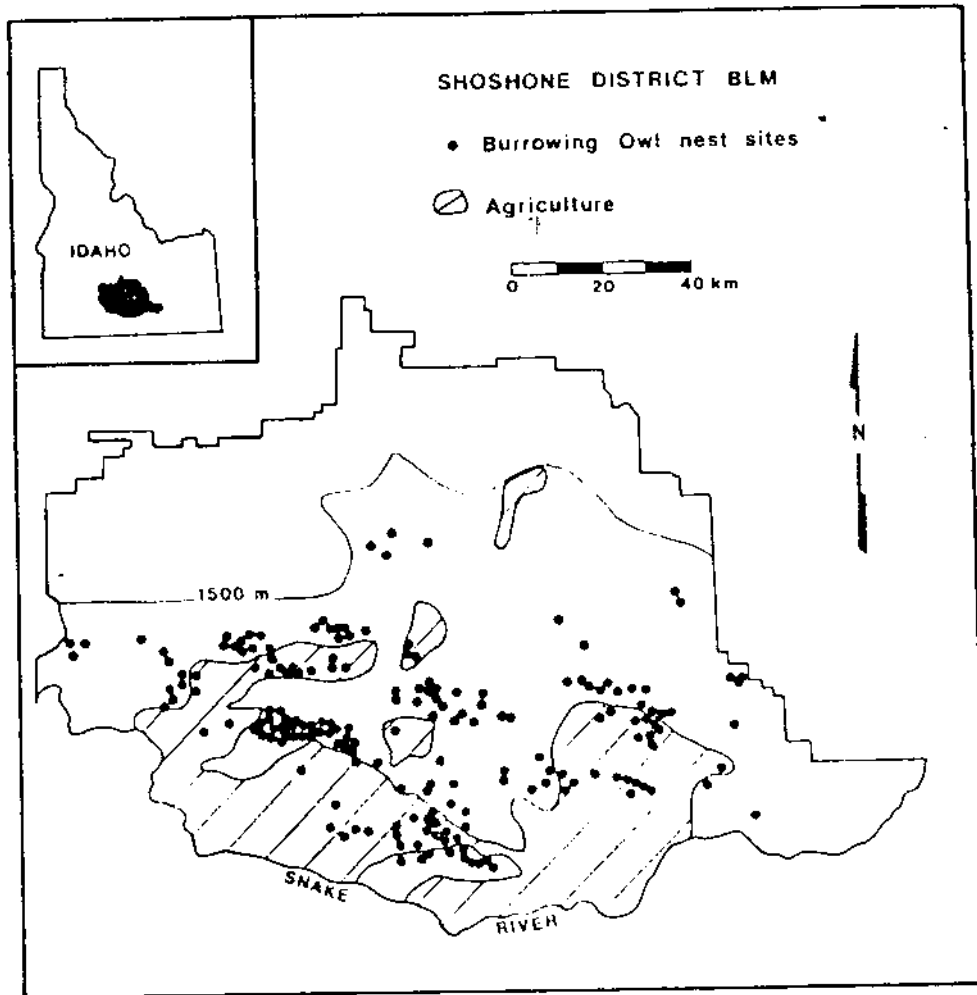 SHOSHONE DISTRICT BLM
Burrowing Owl nest sites
Agriculture
0 20 40 km
IDAHO
N
1500 m
SNAKE
RIVER